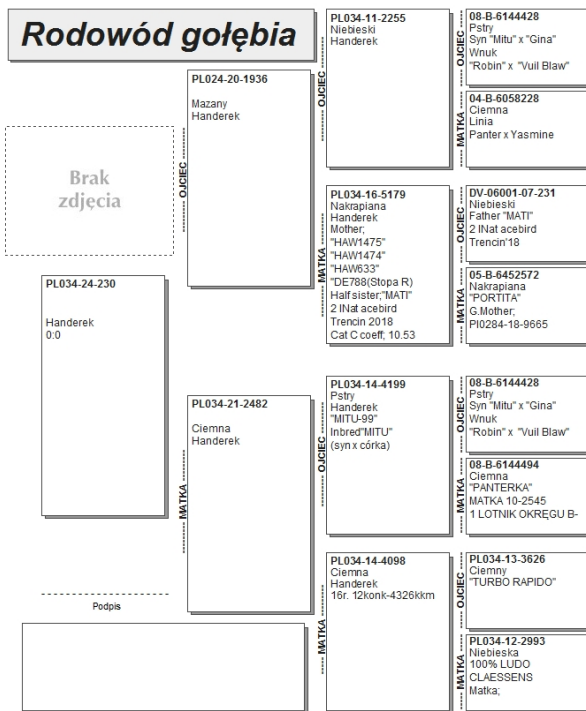 Rodowód gołębia
Brak
zdjęcia
PL034-24-230
Handerek
0:0
Podpis
OJCIEC
PL024-20-1936
Mazany
Handerek
MATKA
PL034-21-2482
Ciemna
Handerek
OJCIEC
PL034-11-2255
Niebieski
Handerek
MATKA
PL034-16-5179
Nakrapiana
Handerek
Mother;
"HAW1475"
"HAW1474"
"HAW633"
"DE788(Stopa R)
Halfsister;"MATI"
2 INat acebird
Trencin 2018
Cat C coeff; 10.53
OJCIEC
PL034-14-4199
Pstry
Handerek
"MITU-99"
Inbred"MITU"
(syn x córka)
MATKA
PL034-14-4098
Ciemna
Handerek
16r. 12konk-4326kkm
OJCIEC
08-B-6144428
Pstry
Syn "Mitu" x "Gina"
Wnuk
"Robin" x "Vuil Blaw"
MATKA
04-B-6058228
Ciemna
Linia
Panter x Yasmine
OJCIEC
DV-06001-07-231
Niebieski
Father "MATI"
2 INat acebird
Trencin'18
MATKA
05-B-6452572
Nakrapiana
"PORTITA"
G.Mother;
Pl0284-18-9665
OJCIEC
08-B-6144428
Pstry
Syn "Mitu" x "Gina"
Wnuk
"Robin" x "Vuil Blaw"
MATKA
08-B-6144494
Ciemna
"PANTERKA"
MATKA 10-2545
1 LOTNIK OKRĘGU B-
OJCIEC
PL034-13-3626
Ciemny
"TURBO RAPIDO"
MATKA
PL034-12-2993
Niebieska
100% LUDO
CLAESSENS
Matka;